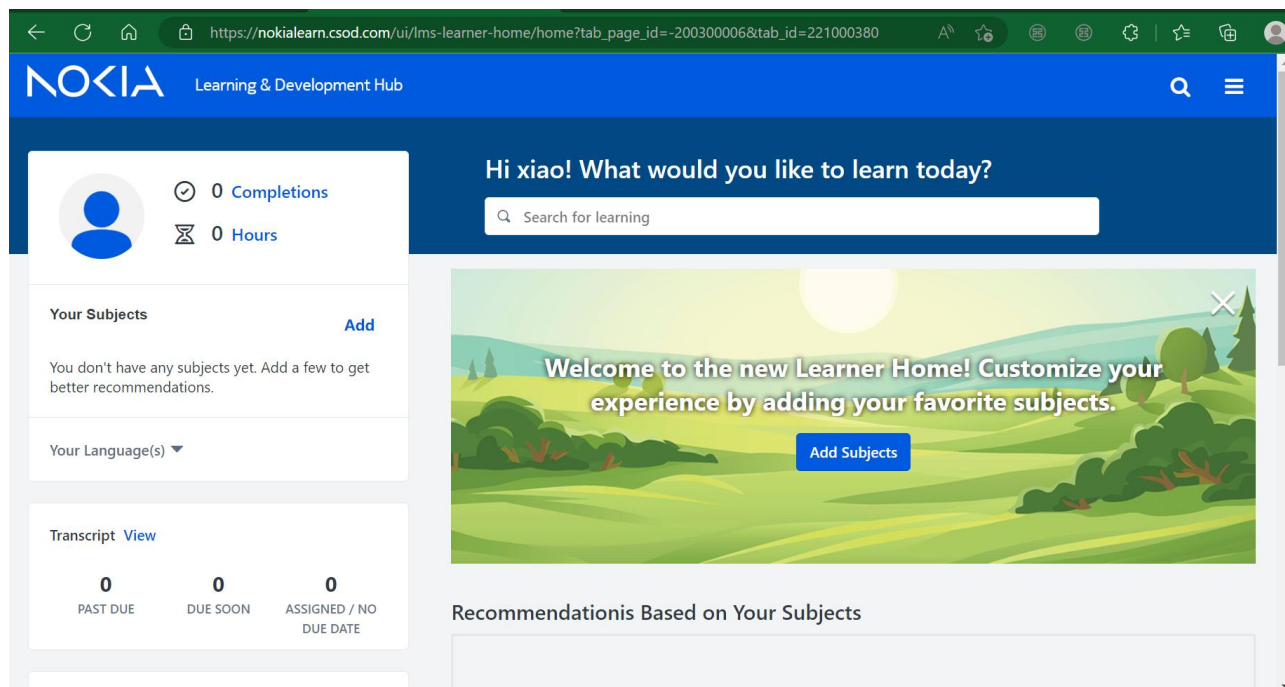 https://nokialearn.csod.com/ui/lms-learner-home/home?tab_page_id=-200300006&tab_id=221000380
NOKIA Learning & Development Hub
Hi xiao! What would you like to learn today?
Search for learning
0 Completions
0 Hours
Your Subjects
Add
You don't have any subjects yet. Add a few to get
better recommendations.
Your Language(s)
Welcome to the new Learner Home! Customize your
experience by adding your favorite subjects.
Add Subjects
Transcript View
0 0 0
PAST DUE DUE SOON ASSIGNED / NO
DUE DATE
Recommendationis Based on Your Subjects